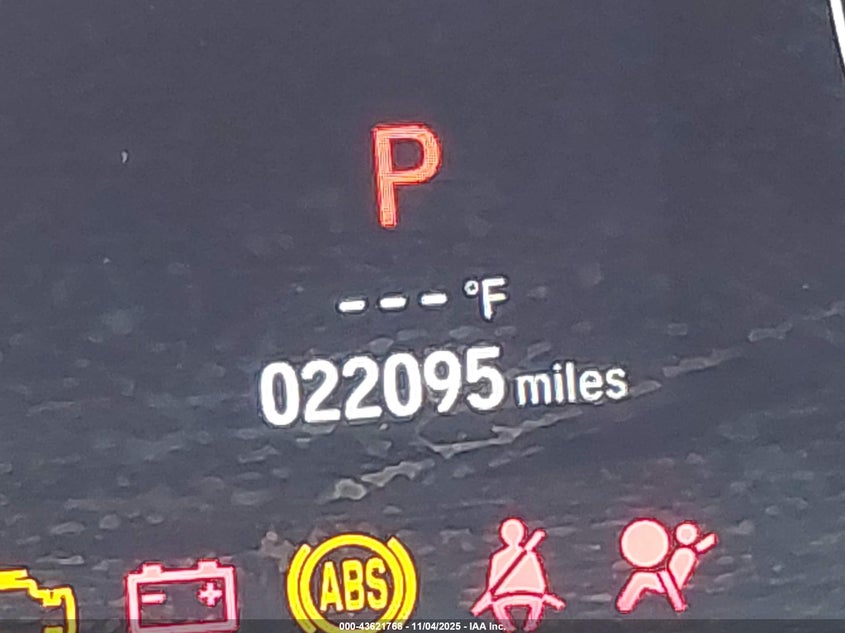 P
--- °F
022095 miles
ABS
000-43621768 - 11/04/2025 - IAA Inc.